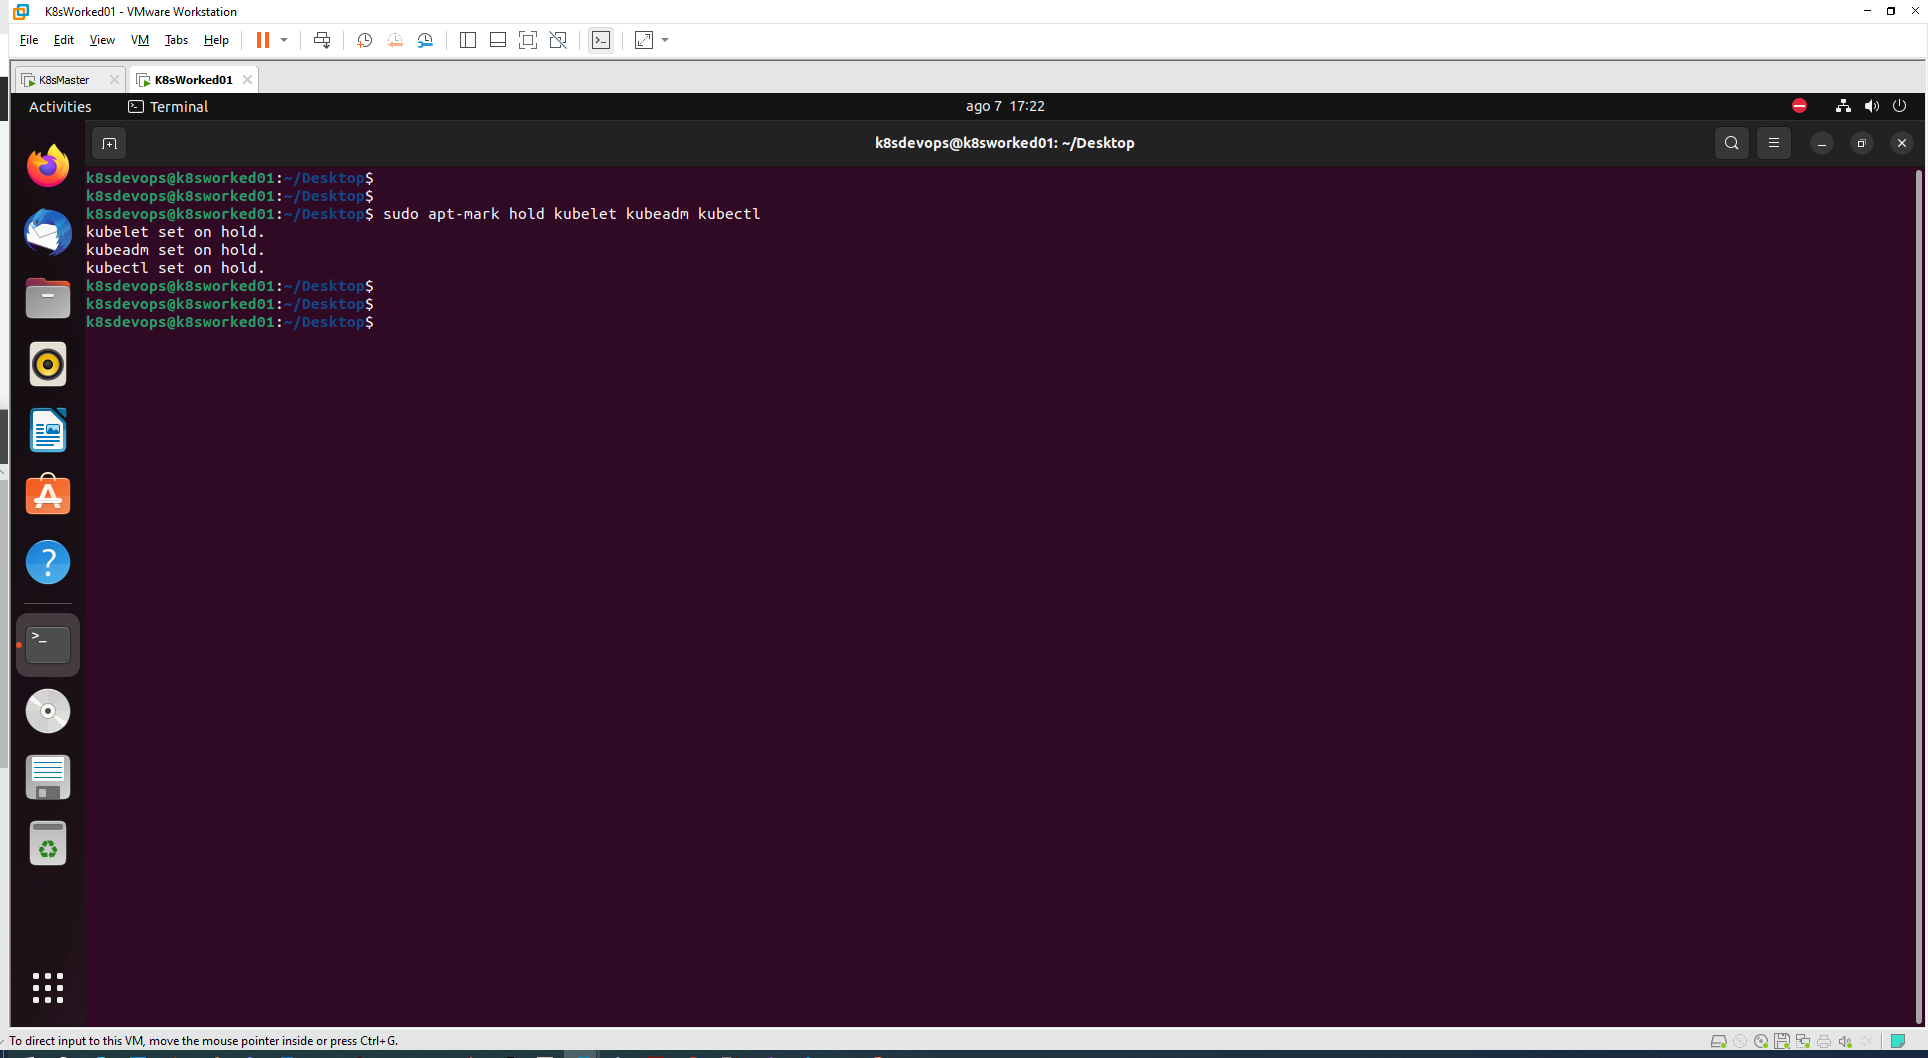 K8sWorked01 - VMware Workstation
File Edit View VM Tabs Help
K8sMaster K8sWorked01
Activities Terminal ago 7 17:22
k8sdevops@k8sworked01: ~/Desktop
k8sdevops@k8sworked01:~/Desktop$
k8sdevops@k8sworked01:~/Desktop$
k8sdevops@k8sworked01:~/Desktop$ sudo apt-mark hold kubelet kubeadm kubectl
kubelet set on hold.
kubeadm set on hold.
kubectl set on hold.
k8sdevops@k8sworked01:~/Desktop$
k8sdevops@k8sworked01:~/Desktop$
k8sdevops@k8sworked01:~/Desktop$
To direct input to this VM, move the mouse pointer inside or press Ctrl+G.